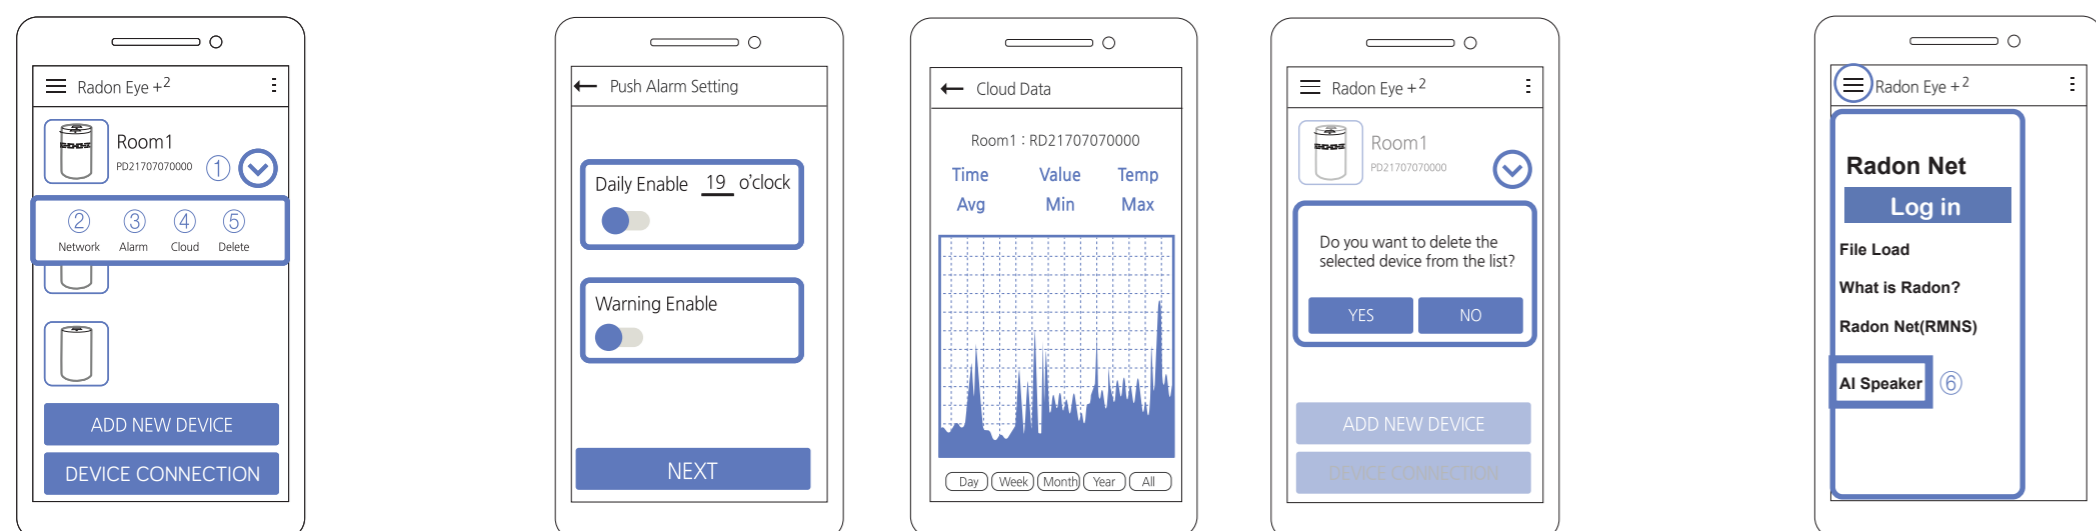 Radon Eye +2
Room1
PD21707070000 ①
② ③ ④ ⑤
Network Alarm Cloud Delete
ADD NEW DEVICE
DEVICE CONNECTION
Push Alarm Setting
Daily Enable 19 o'clock
Warning Enable
NEXT
Cloud Data
Room1 : RD21707070000
Time Value Temp
Avg Min Max
Day Week Month Year All
Radon Eye +2
Room1
PD21707070000
Do you want to delete the
selected device from the list?
YES NO
ADD NEW DEVICE
DEVICE CONNECTION
Radon Eye +2
Radon Net
Log in
File Load
What is Radon?
Radon Net(RMNS)
AI Speaker ⑥